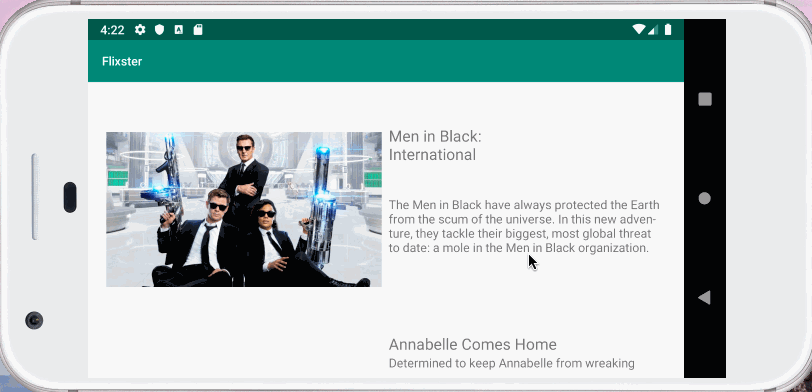 4:22
Flixster
Men in Black:
International
The Men in Black have always protected the Earth
from the scum of the universe. In this new adven-
ture, they tackle their biggest, most global threat
to date: a mole in the Men in Black organization.
Annabelle Comes Home
Determined to keep Annabelle from wreaking